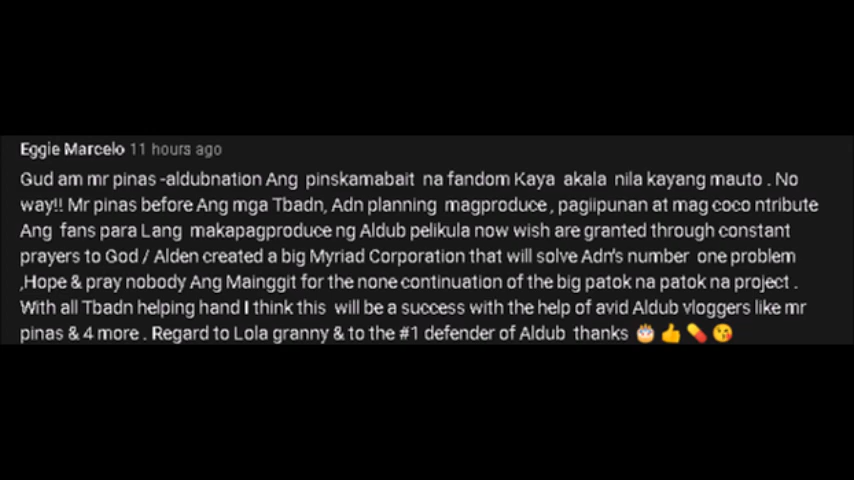 Eggie Marcelo 11 hours ago
Gud am mr pinas -aldubnation Ang pinskamabait na fandom Kaya akala nila kayang mauto . No
way!! Mr pinas before Ang mga Tbadn, Adn planning magproduce , pagiipunan at mag coco ntribute
Ang fans para Lang makapagproduce ng Aldub pelikula now wish are granted through constant
prayers to God / Alden created a big Myriad Corporation that will solve Adn's number one problem
,Hope & pray nobody Ang Mainggit for the none continuation of the big patok na patok na project .
With all Tbadn helping hand I think this will be a success with the help of avid Aldub vloggers like mr
pinas & 4 more . Regard to Lola granny & to the #1 defender of Aldub thanks 🎂👍💊😘